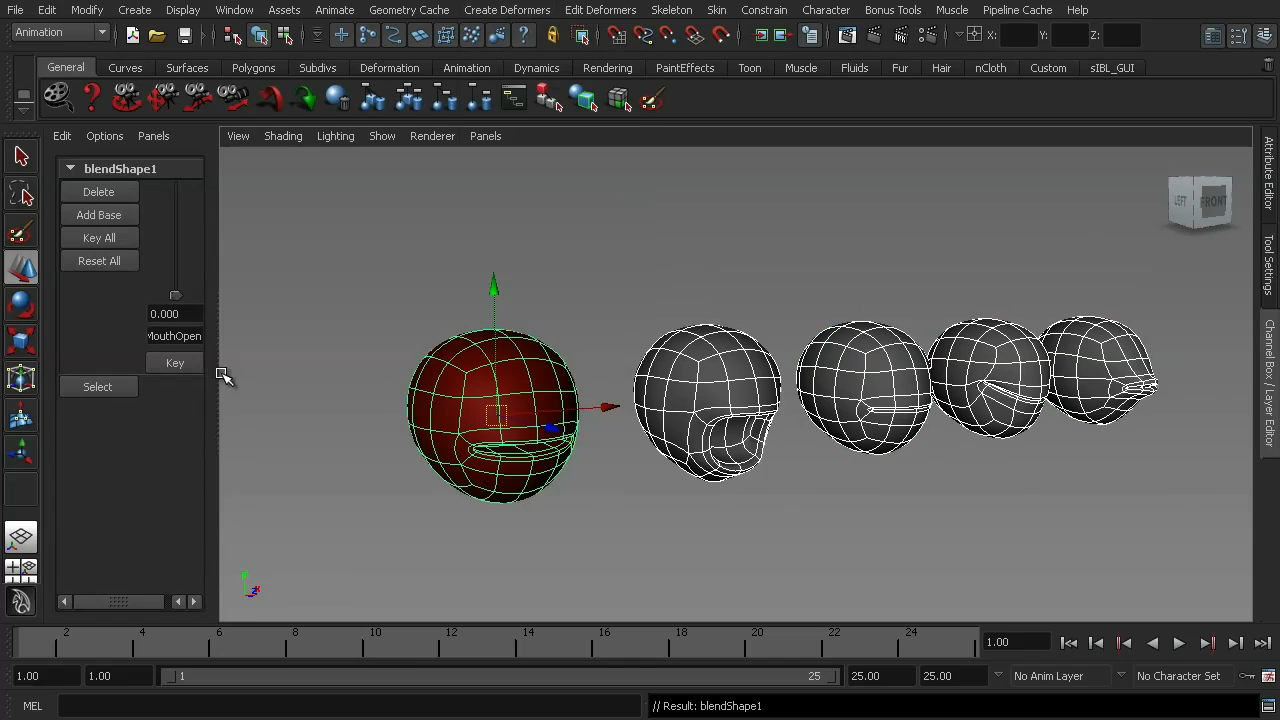 File Edit Modify Create Display Window Assets Animate Geometry Cache Create Deformers Edit Deformers Skeleton Skin Constrain Character Bonus Tools Muscle Pipeline Cache Help
Animation X: Y: Z:
General Curves Surfaces Polygons Subdivs Deformation Animation Dynamics Rendering PaintEffects Toon Muscle Fluids Fur Hair nCloth Custom sIBL_GUI
Edit Options Panels
View Shading Lighting Show Renderer Panels
blendShape1
Delete
Add Base
Key All
Reset All
0.000
MouthOpen
Key
Select
LEFT FRONT
Attribute Editor
Tool Settings
Channel Box / Layer Editor
2 4 6 8 10 12 14 16 18 20 22 24
1.00
1.00 1.00 1 25 25.00 25.00 No Anim Layer No Character Set
MEL // Result: blendShape1